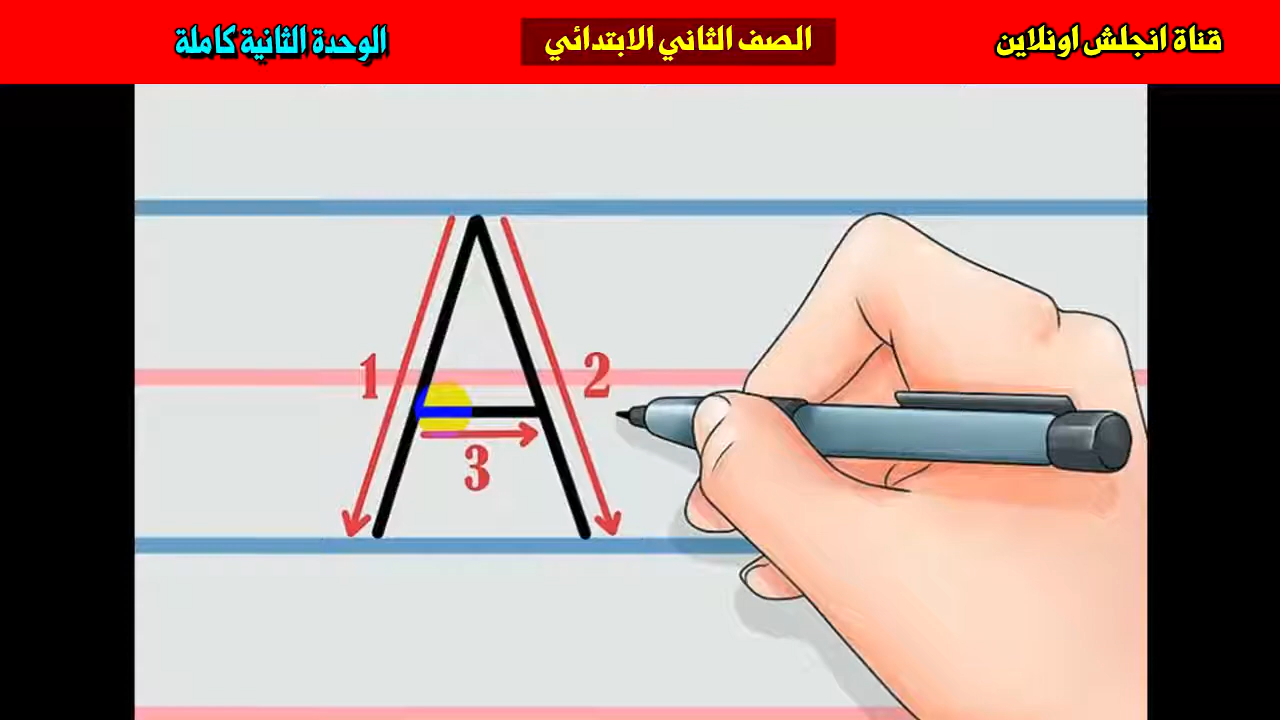 قناة انجلش اونلاين
الصف الثاني الابتدائي
الوحدة الثانية كاملة
A
1
2
3